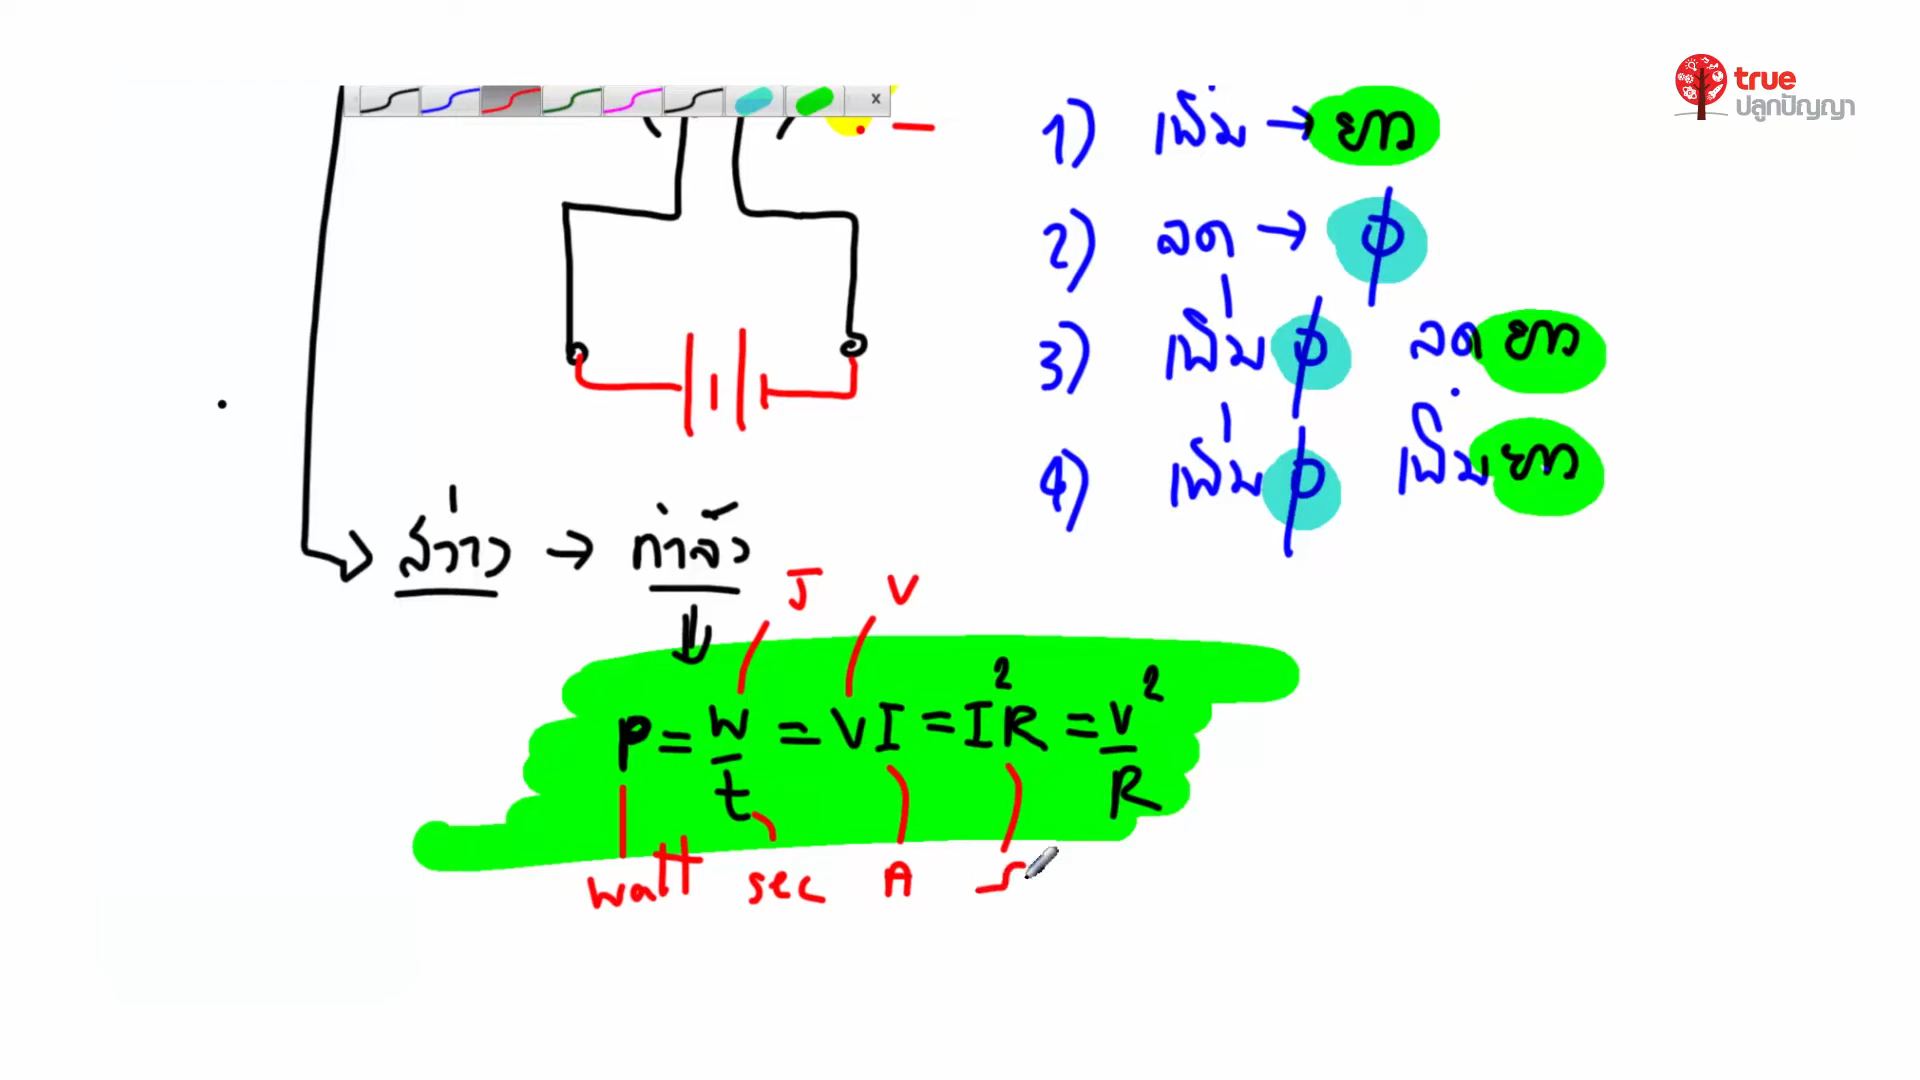 true
ปลูกปัญญา
x
1) เพิ่ม → ยาว
2) ลด → φ
3) เพิ่ม φ ลด ยาว
4) เพิ่ม φ เพิ่ม ยาว
สว่าง → กำลัง
J V
P = W/t = VI = I²R = V²/R
watt sec A